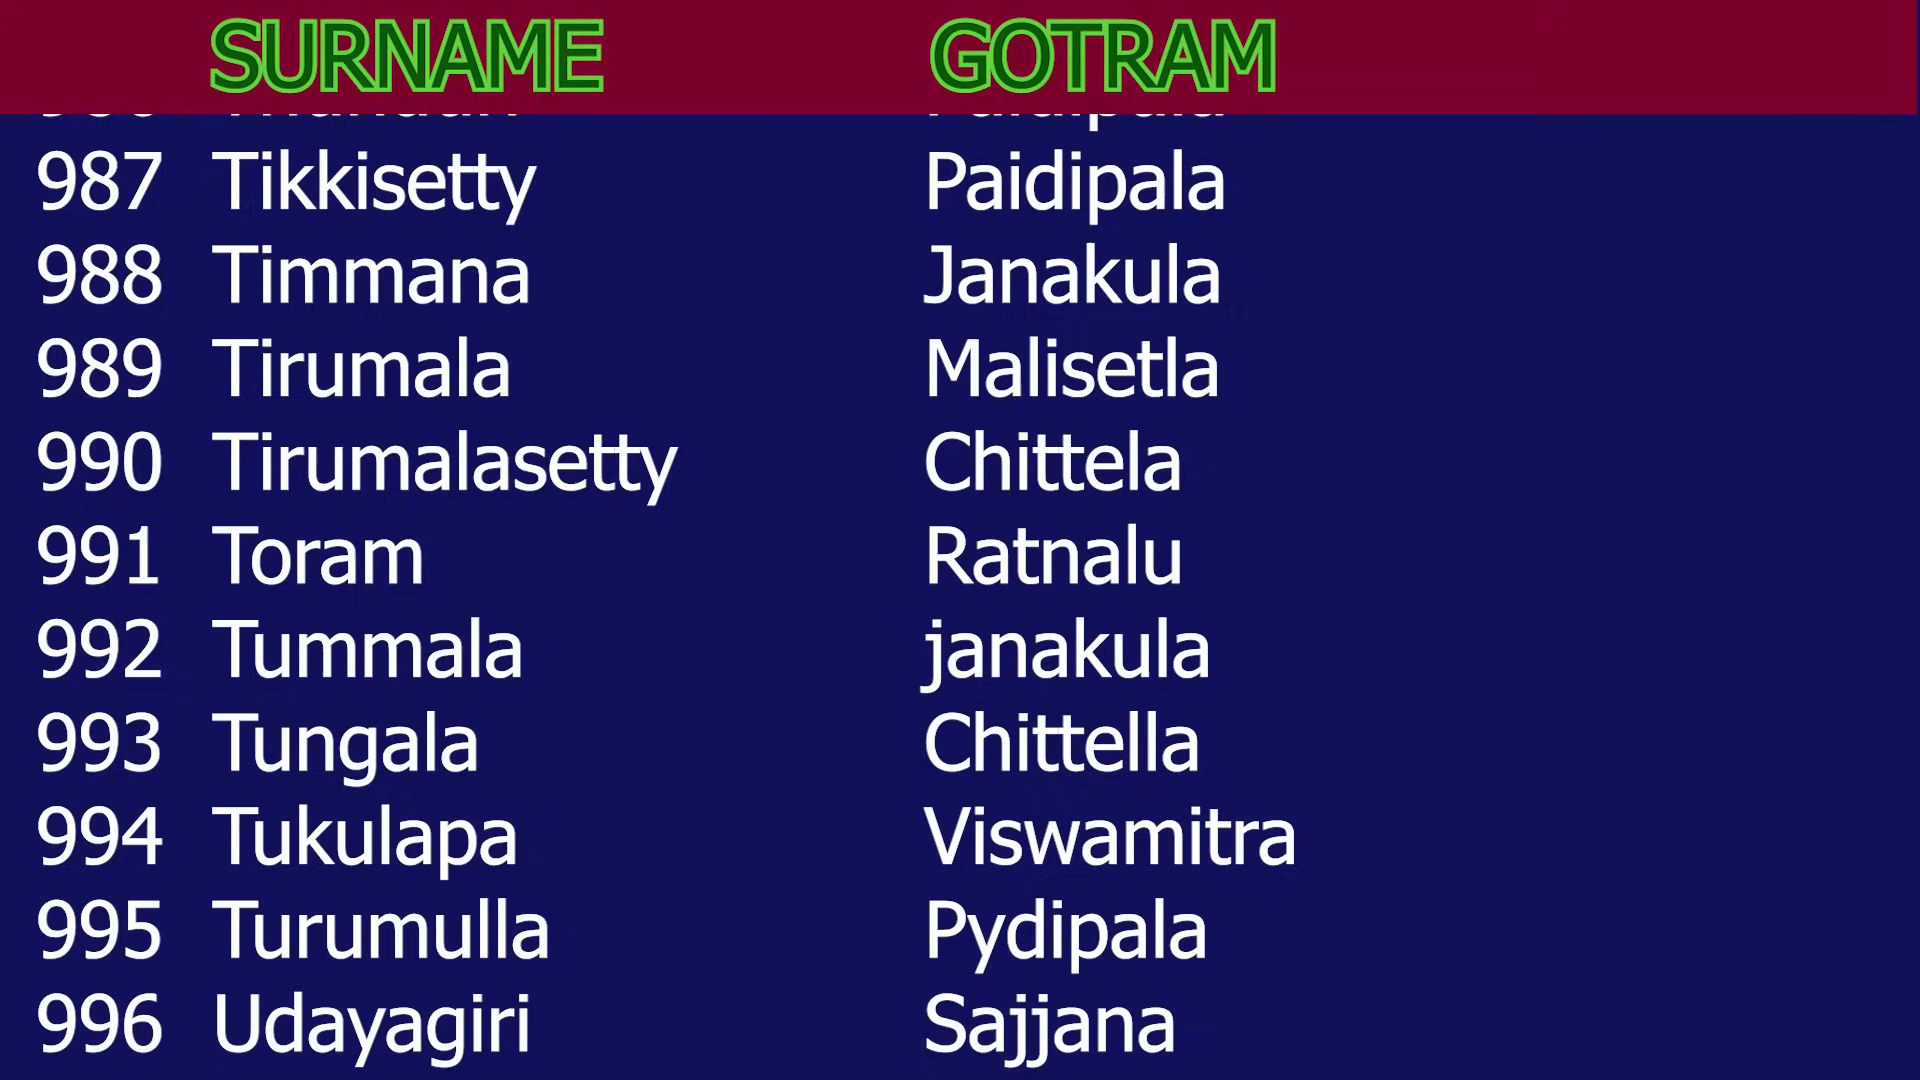 SURNAME GOTRAM
987 Tikkisetty Paidipala
988 Timmana Janakula
989 Tirumala Malisetla
990 Tirumalasetty Chittela
991 Toram Ratnalu
992 Tummala janakula
993 Tungala Chittella
994 Tukulapa Viswamitra
995 Turumulla Pydipala
996 Udayagiri Sajjana